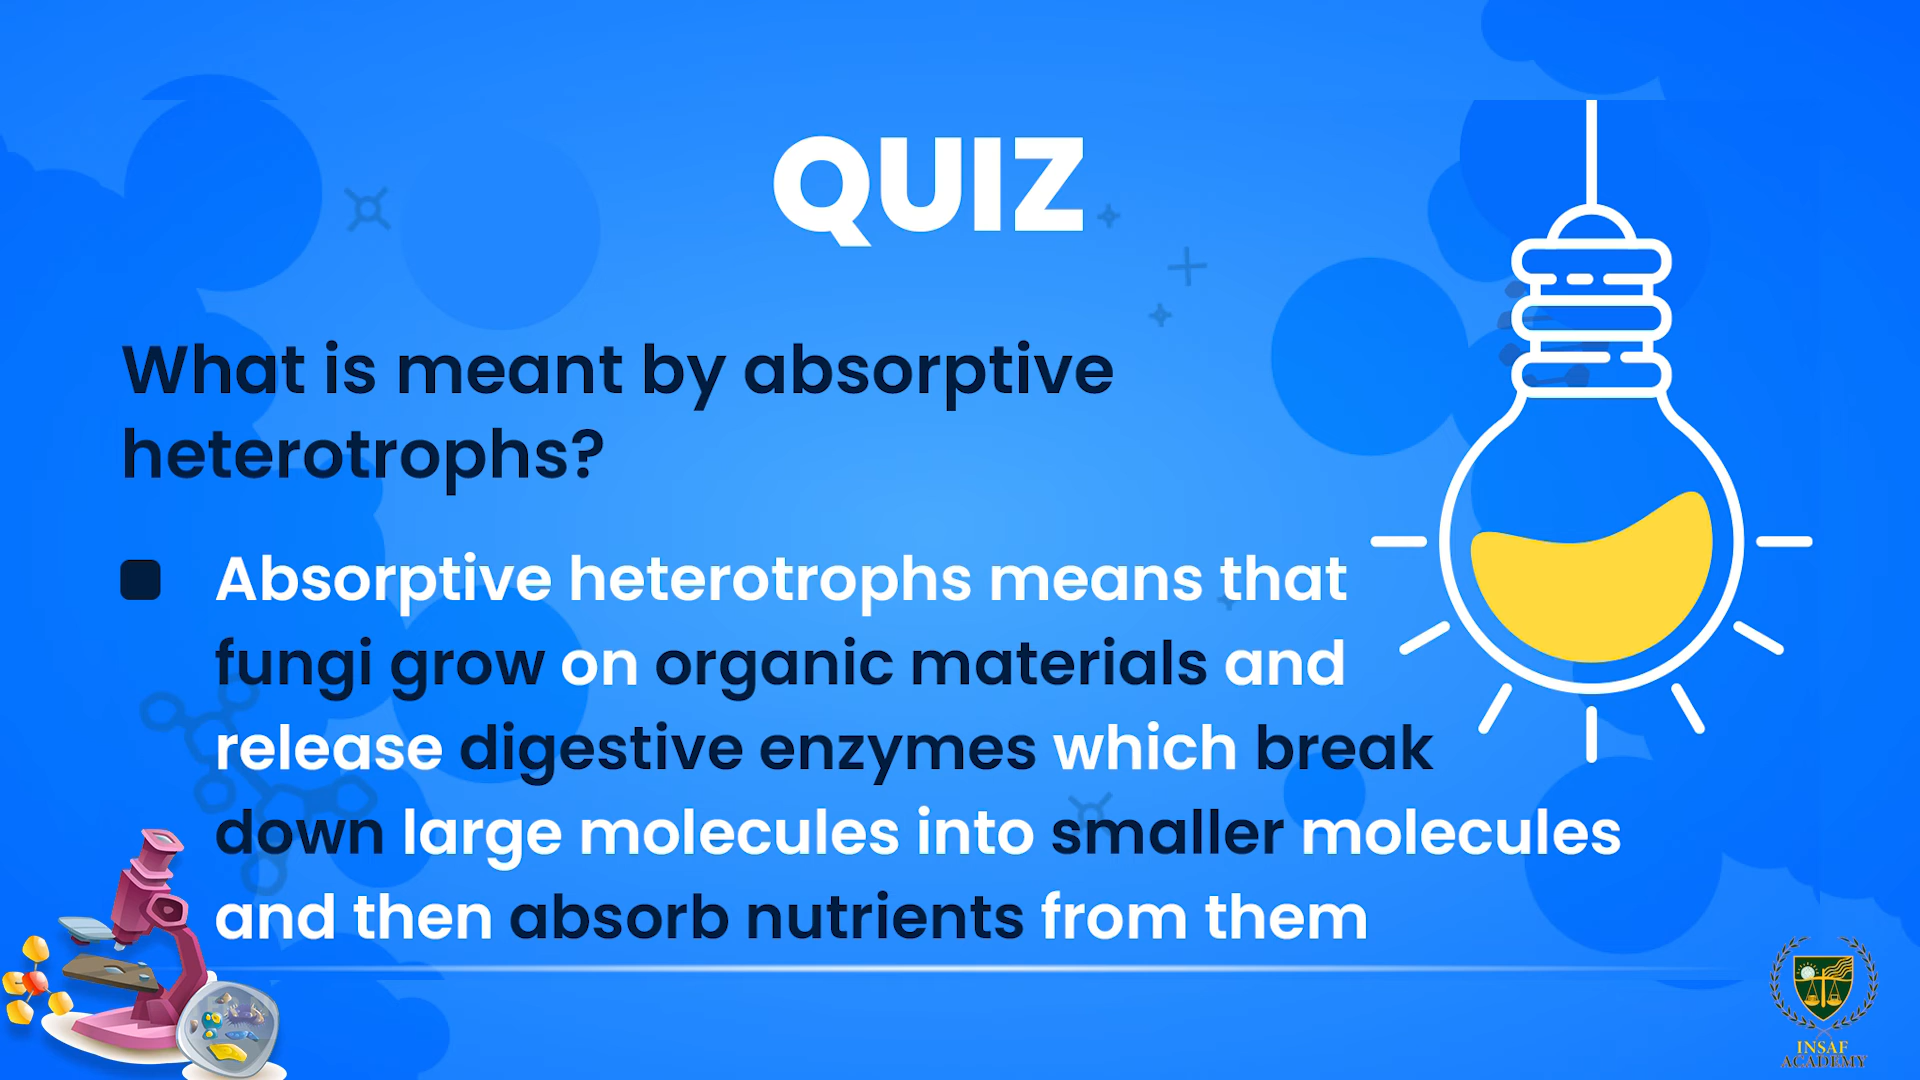 QUIZ
What is meant by absorptive
heterotrophs?
Absorptive heterotrophs means that
fungi grow on organic materials and
release digestive enzymes which break
down large molecules into smaller molecules
and then absorb nutrients from them
INSAF
ACADEMY